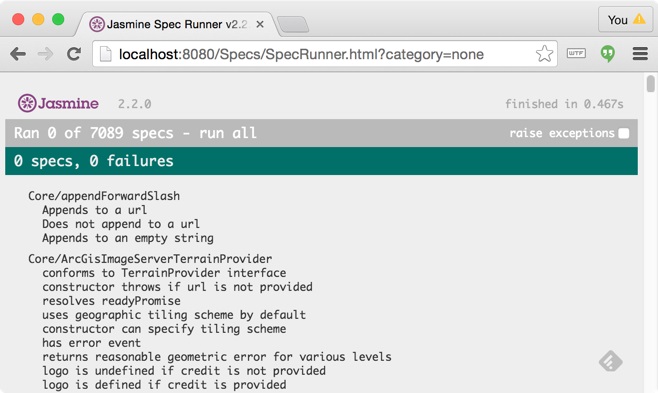 Jasmine Spec Runner v2.2
You
localhost:8080/Specs/SpecRunner.html?category=none
WTF
Jasmine 2.2.0 finished in 0.467s
Ran 0 of 7089 specs - run all raise exceptions
0 specs, 0 failures
Core/appendForwardSlash
Appends to a url
Does not append to a url
Appends to an empty string
Core/ArcGisImageServerTerrainProvider
conforms to TerrainProvider interface
constructor throws if url is not provided
resolves readyPromise
uses geographic tiling scheme by default
constructor can specify tiling scheme
has error event
returns reasonable geometric error for various levels
logo is undefined if credit is not provided
logo is defined if credit is provided